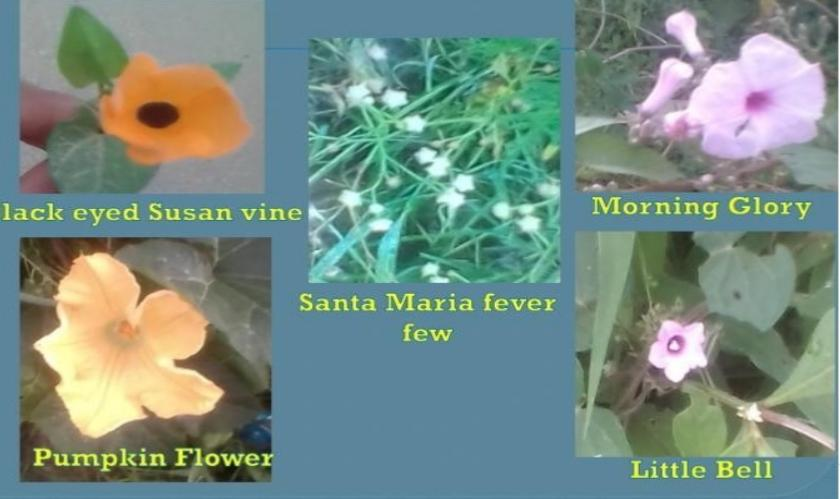 lack eyed Susan vine
Morning Glory
Santa Maria fever
few
Pumpkin Flower
Little Bell